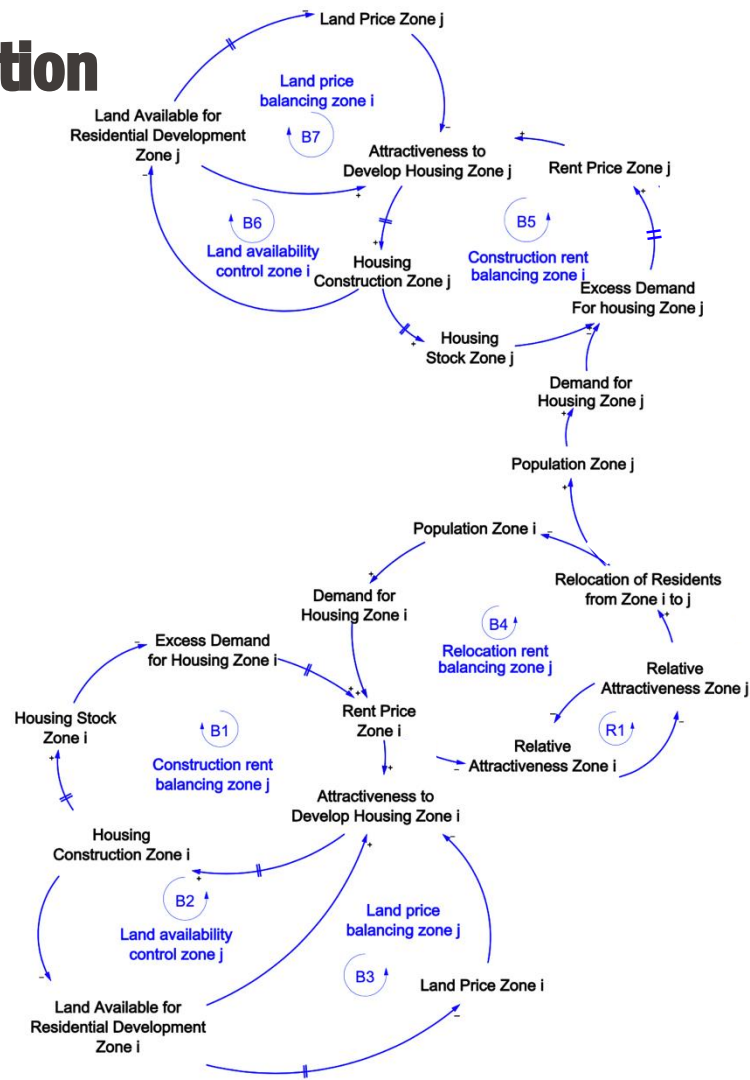 tion
Land Price Zone j
Land price
balancing zone i
B7
Land Available for
Residential Development
Zone j
Attractiveness to
Develop Housing Zone j
Rent Price Zone j
B6
Land availability
control zone i
B5
Construction rent
balancing zone i
Housing
Construction Zone j
Excess Demand
For housing Zone j
Housing
Stock Zone j
Demand for
Housing Zone j
Population Zone j
Population Zone i
Relocation of Residents
from Zone i to j
Demand for
Housing Zone i
B4
Relocation rent
balancing zone j
Excess Demand
for Housing Zone i
Relative
Attractiveness Zone j
Housing Stock
Zone i
B1
Construction rent
balancing zone j
Rent Price
Zone i
R1
Relative
Attractiveness Zone i
Attractiveness to
Develop Housing Zone i
Housing
Construction Zone i
B2
Land availability
control zone j
Land price
balancing zone j
B3
Land Price Zone i
Land Available for
Residential Development
Zone i